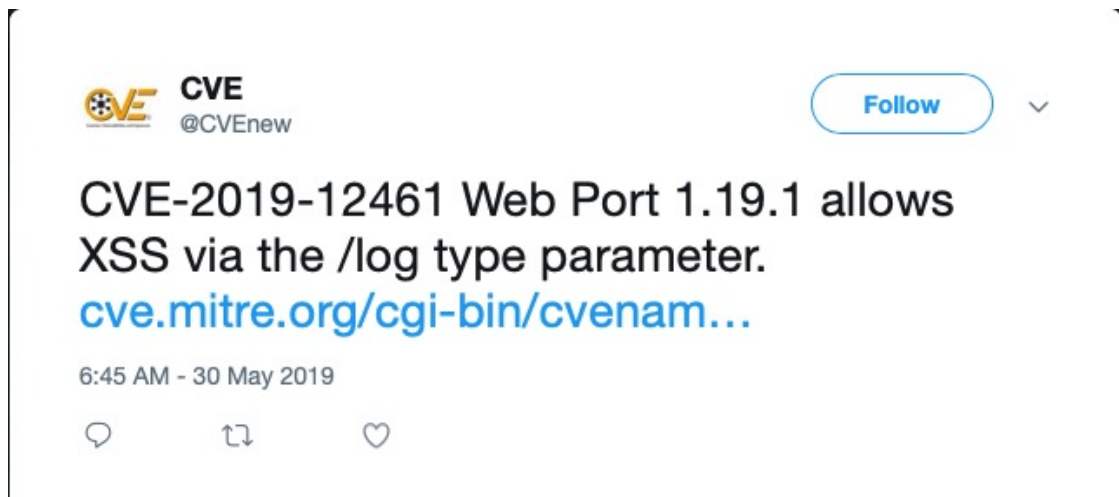 CVE
CVE
@CVEnew
Follow
CVE-2019-12461 Web Port 1.19.1 allows
XSS via the /log type parameter.
cve.mitre.org/cgi-bin/cvenam...
6:45 AM - 30 May 2019